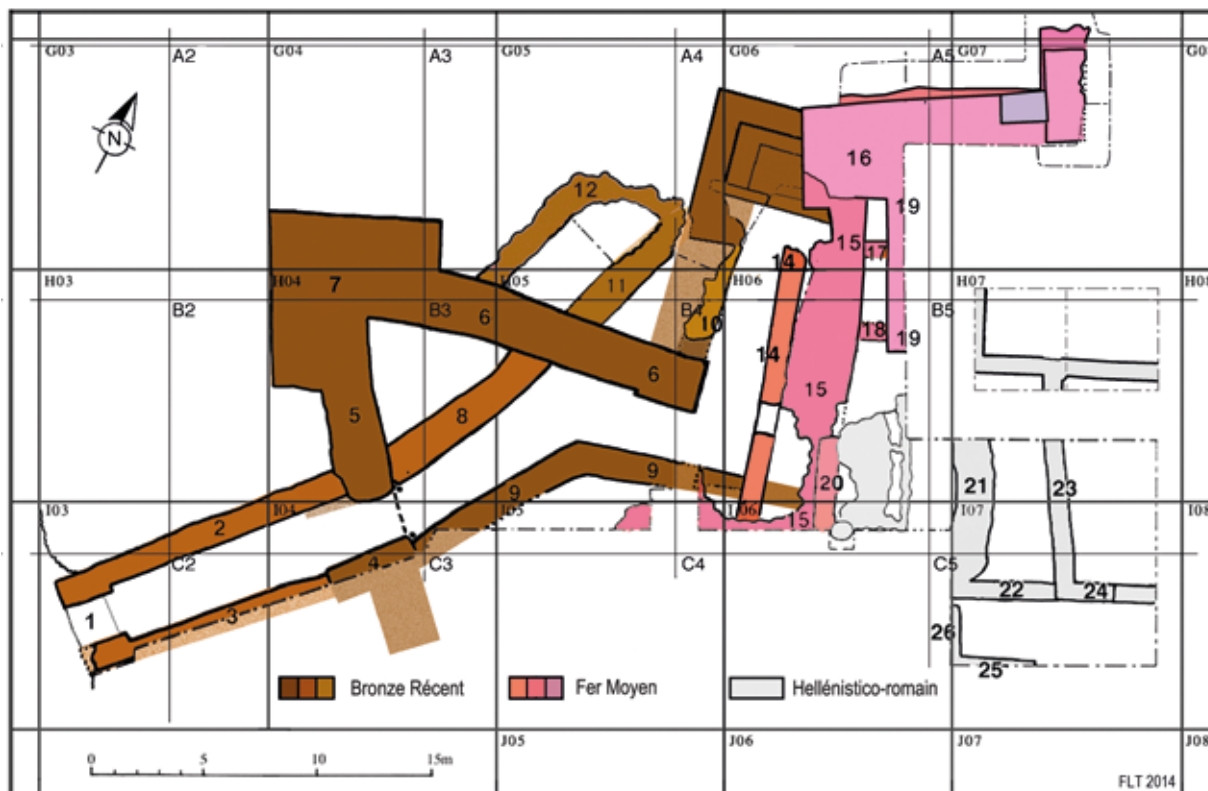 G03 A2 G04 A3 G05 A4 G06 A5 G07
N
12
16
19
15
17
14
H03 H04 H05 H06 H07 H08
7
11
B2 B3 B4 B5
6
10
18
19
14
6
15
5
8
9
20
21
23
9
I03 I04 I05 I06 15 I07 I08
2
C2 4 C3 C4 C5
22 24
3
1
26
25
Bronze Récent Fer Moyen Hellénistico-romain
J05 J06 J07 J08
0 5 10 15m
FLT 2014